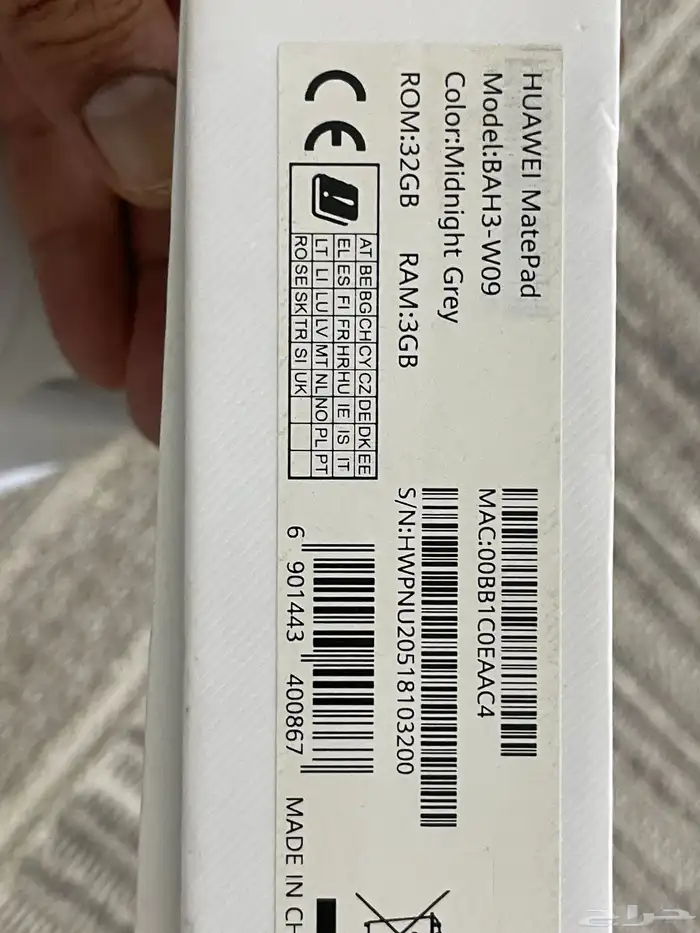 HUAWEI MatePad
Model:BAH3-W09
Color:Midnight Grey
ROM:32GB RAM:3GB
CE
AT BE BG CH CY CZ DE DK EE
EL ES FI FR HR HU IE IS IT
LT LI LU LV MT NL NO PL PT
RO SE SK TR SI UK
MAC:00BB1C0EAAC4
S/N:HWPNU20518103200
6 901443 400867
MADE IN CH
حراج